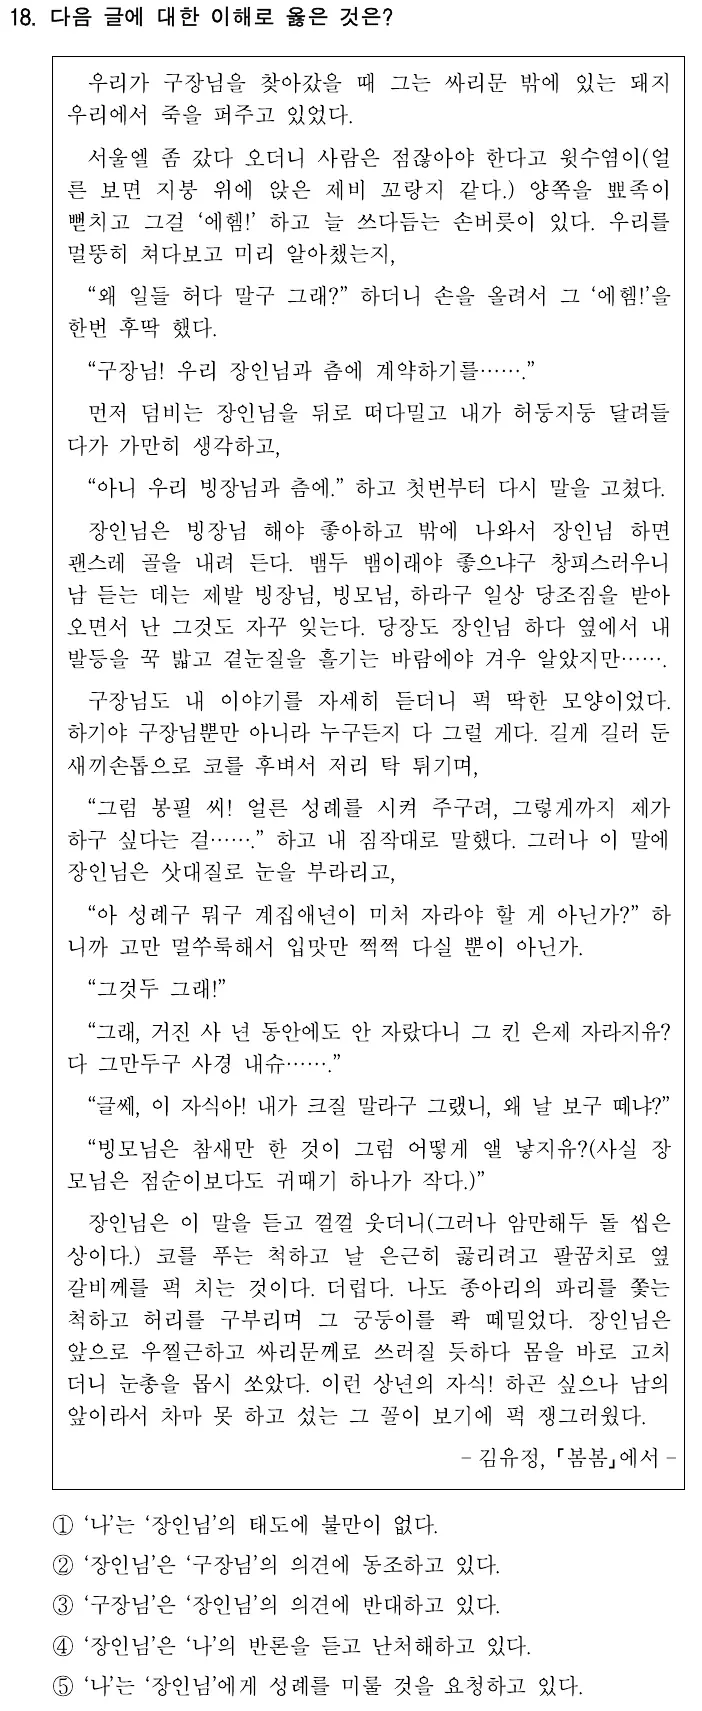 18. 다음 글에 대한 이해로 옳은 것은?
우리가 구장님을 찾아갔을 때 그는 싸리문 밖에 있는 돼지
우리에서 죽을 퍼주고 있었다.
서울엘 좀 갔다 오더니 사람은 점잖아야 한다고 윗수염이(얼
른 보면 지붕 위에 앉은 제비 꼬랑지 같다.) 양쪽을 뾰족이
뻗치고 그걸 ‘에헴!’ 하고 늘 쓰다듬는 손버릇이 있다. 우리를
멀뚱히 쳐다보고 미리 알아챘는지,
“왜 일들 허다 말구 그래?” 하더니 손을 올려서 그 ‘에헴!’을
한번 후딱 했다.
“구장님! 우리 장인님과 츰에 계약하기를…….”
먼저 덤비는 장인님을 뒤로 떠다밀고 내가 허둥지둥 달려들
다가 가만히 생각하고,
“아니 우리 빙장님과 츰에.” 하고 첫번부터 다시 말을 고쳤다.
장인님은 빙장님 해야 좋아하고 밖에 나와서 장인님 하면
괜스레 골을 내려 든다. 뱀두 뱀이래야 좋으냐구 창피스러우니
남 듣는 데는 제발 빙장님, 빙모님, 하라구 일상 당조짐을 받아
오면서 난 그것도 자꾸 잊는다. 당장도 장인님 하다 옆에서 내
발등을 꾹 밟고 곁눈질을 흘기는 바람에야 겨우 알았지만…….
구장님도 내 이야기를 자세히 듣더니 퍽 딱한 모양이었다.
하기야 구장님뿐만 아니라 누구든지 다 그럴 게다. 길게 길러 둔
새끼손톱으로 코를 후벼서 저리 탁 튀기며,
“그럼 봉필 씨! 얼른 성례를 시켜 주구려, 그렇게까지 제가
하구 싶다는 걸…….” 하고 내 짐작대로 말했다. 그러나 이 말에
장인님은 삿대질로 눈을 부라리고,
“아 성례구 뭐구 계집애년이 미처 자라야 할 게 아닌가?” 하
니까 고만 멀쑤룩해서 입맛만 쩍쩍 다실 뿐이 아닌가.
“그것두 그래!”
“그래, 거진 사 년 동안에도 안 자랐다니 그 킨 은제 자라지유?
다 그만두구 사경 내슈…….”
“글쎄, 이 자식아! 내가 크질 말라구 그랬니, 왜 날 보구 떼냐?”
“빙모님은 참새만 한 것이 그럼 어떻게 앨 낳지유?(사실 장
모님은 점순이보다도 귀때기 하나가 작다.)”
장인님은 이 말을 듣고 껄껄 웃더니(그러나 암만해두 돌 씹은
상이다.) 코를 푸는 척하고 날 은근히 곯리려고 팔꿈치로 옆
갈비께를 퍽 치는 것이다. 더럽다. 나도 종아리의 파리를 쫓는
척하고 허리를 구부리며 그 궁둥이를 콱 떼밀었다. 장인님은
앞으로 우찔근하고 싸리문께로 쓰러질 듯하다 몸을 바로 고치
더니 눈총을 몹시 쏘았다. 이런 상년의 자식! 하곤 싶으나 남의
앞이라서 차마 못 하고 섰는 그 꼴이 보기에 퍽 쟁그러웠다.
- 김유정, 「봄봄」에서 -
① ‘나’는 ‘장인님’의 태도에 불만이 없다.
② ‘장인님’은 ‘구장님’의 의견에 동조하고 있다.
③ ‘구장님’은 ‘장인님’의 의견에 반대하고 있다.
④ ‘장인님’은 ‘나’의 반론을 듣고 난처해하고 있다.
⑤ ‘나’는 ‘장인님’에게 성례를 미룰 것을 요청하고 있다.